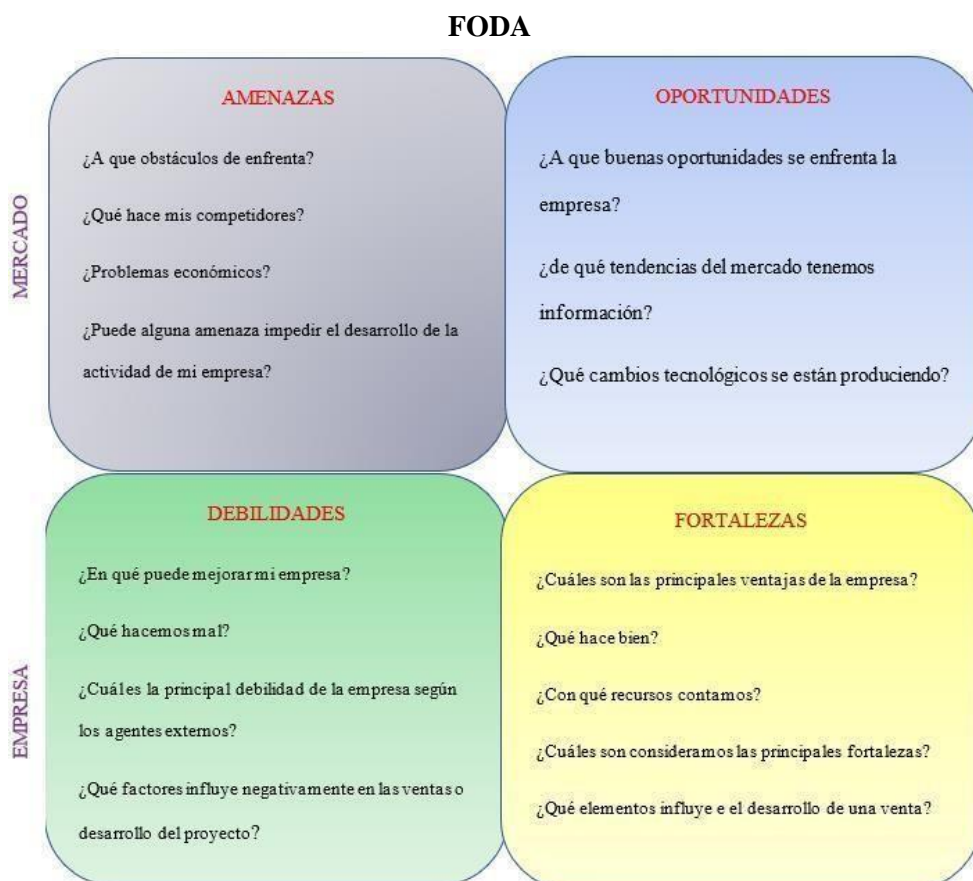 FODA
MERCADO
AMENAZAS
¿A que obstáculos de enfrenta?
¿Qué hace mis competidores?
¿Problemas económicos?
¿Puede alguna amenaza impedir el desarrollo de la
actividad de mi empresa?
OPORTUNIDADES
¿A que buenas oportunidades se enfrenta la
empresa?
¿de qué tendencias del mercado tenemos
información?
¿Qué cambios tecnológicos se están produciendo?
EMPRESA
DEBILIDADES
¿En qué puede mejorar mi empresa?
¿Qué hacemos mal?
¿Cuál es la principal debilidad de la empresa según
los agentes externos?
¿Qué factores influye negativamente en las ventas o
desarrollo del proyecto?
FORTALEZAS
¿Cuáles son las principales ventajas de la empresa?
¿Qué hace bien?
¿Con qué recursos contamos?
¿Cuáles son consideramos las principales fortalezas?
¿Qué elementos influye e el desarrollo de una venta?